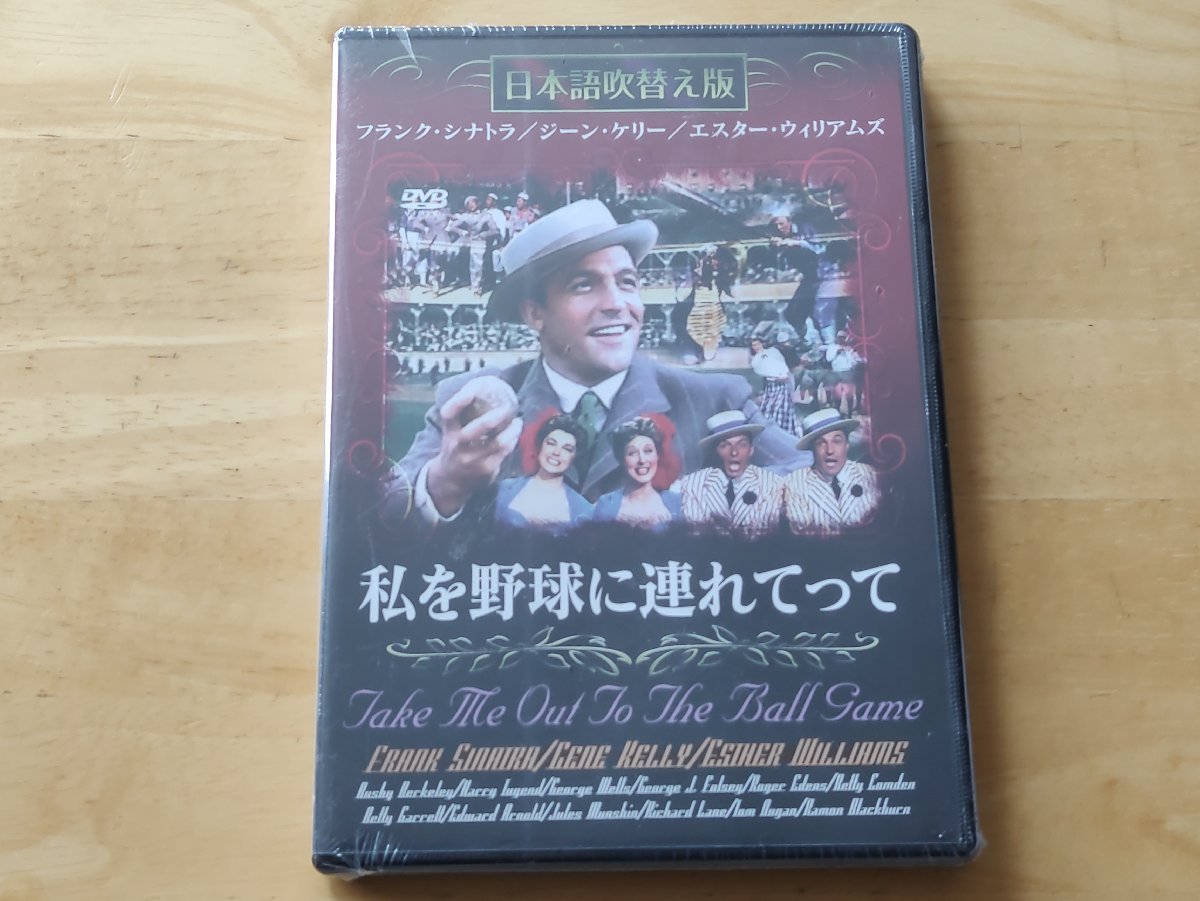 日本語吹替え版
フランク・シナトラ／ジーン・ケリー／エスター・ウィリアムズ
DVD
私を野球に連れてって
Take Me Out To The Ball Game
FRANK SINATRA/GENE KELLY/ESTHER WILLIAMS
Busby Berkeley/Harry Tugend/George Wells/George J. Folsey/Roger Edens/Betty Comden
Betty Garrett/Edward Arnold/Jules Munshin/Richard Lane/Tom Dugan/Ramon Blackburn